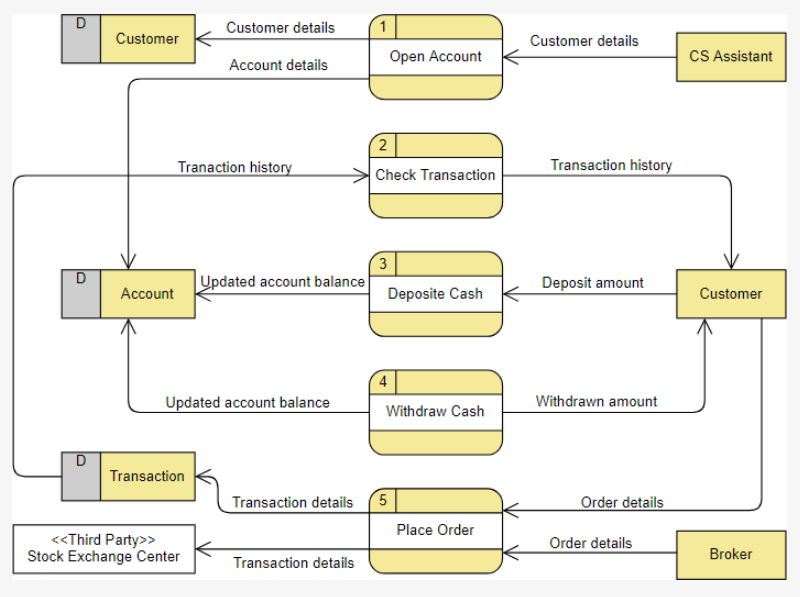 D
Customer
Customer details
1
Open Account
Customer details
CS Assistant
Account details
2
Tranaction history
Check Transaction
Transaction history
D
Account
Updated account balance
3
Deposite Cash
Deposit amount
Customer
4
Updated account balance
Withdraw Cash
Withdrawn amount
D
Transaction
Transaction details
5
Place Order
Order details
<<Third Party>>
Stock Exchange Center
Transaction details
Order details
Broker